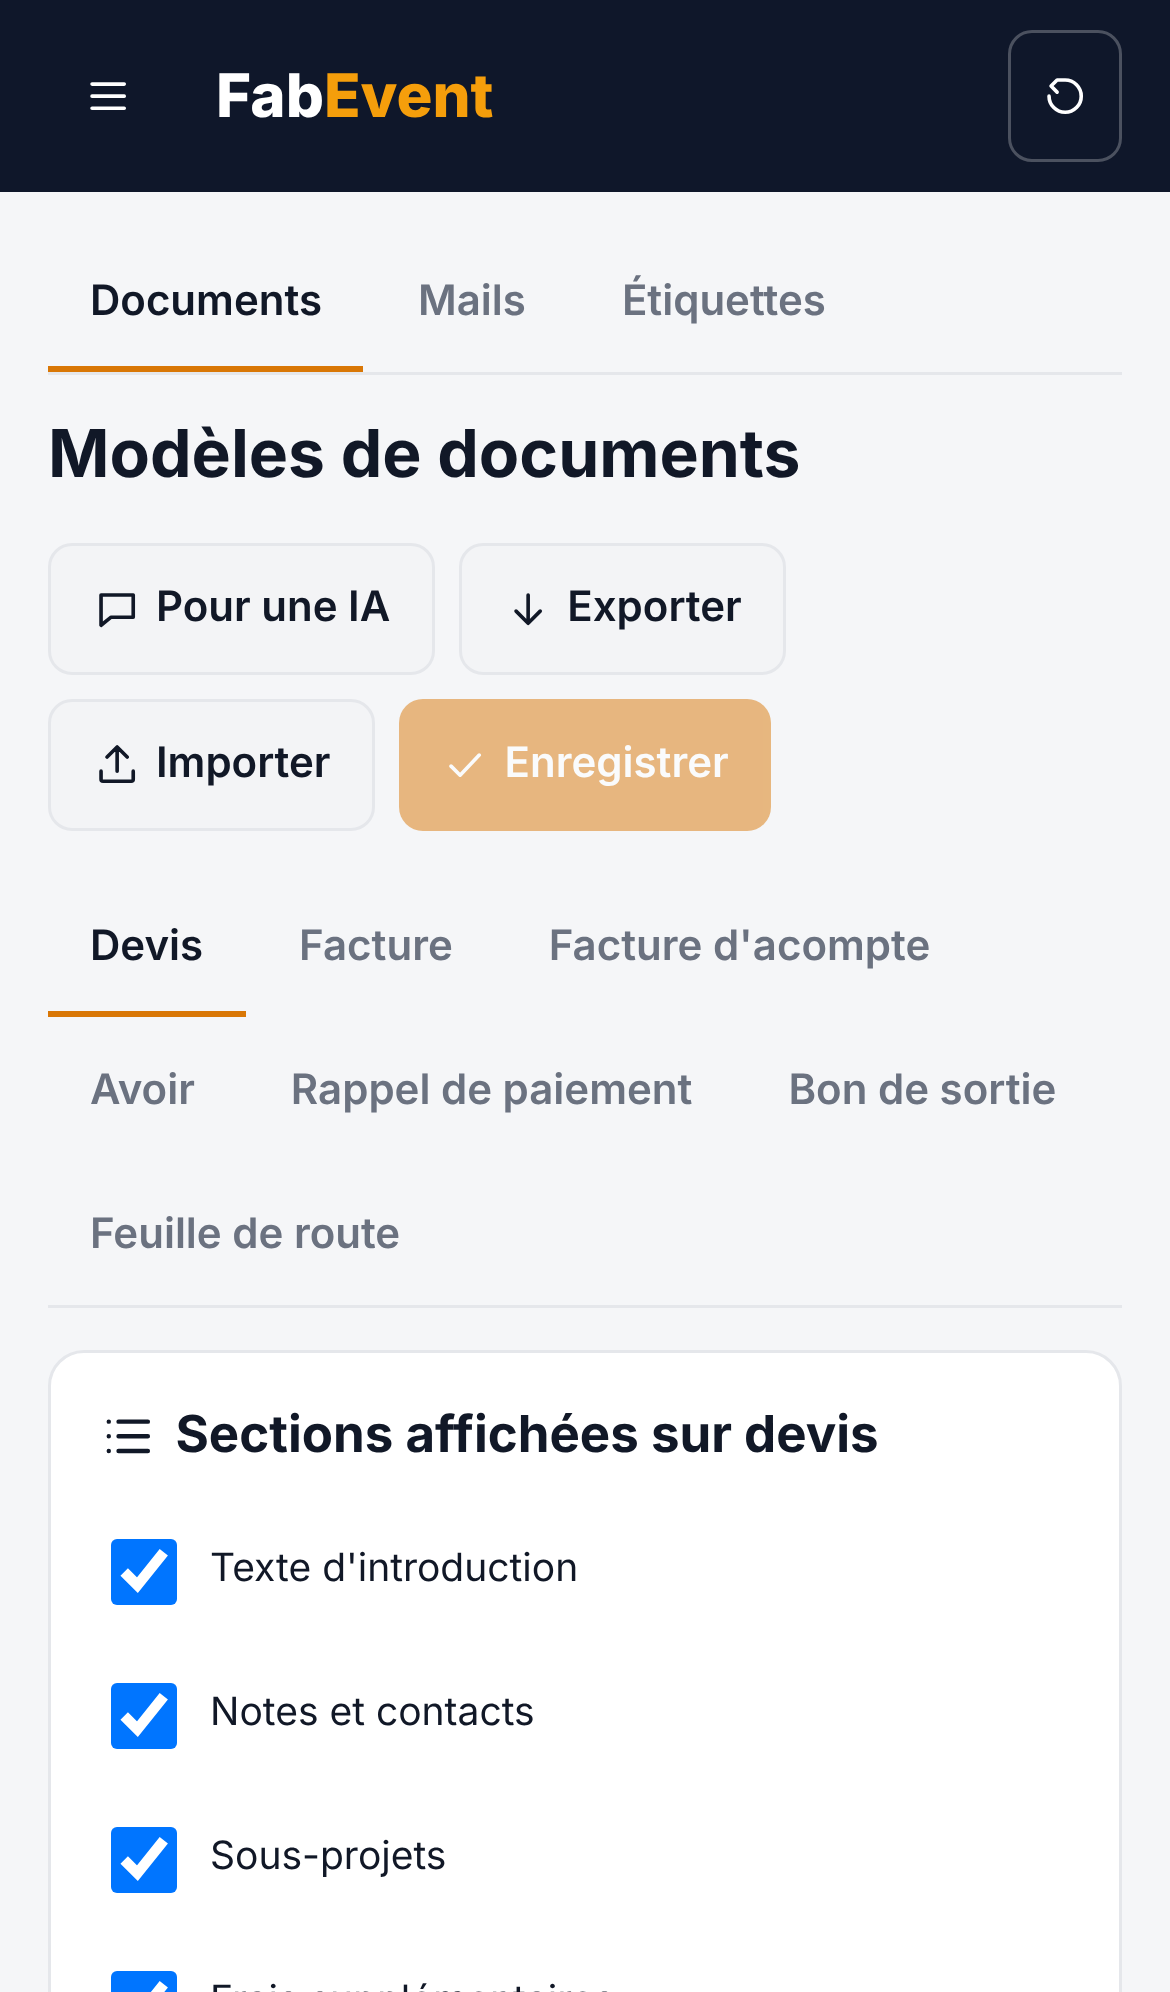 FabEvent
Documents Mails Étiquettes
Modèles de documents
Pour une IA Exporter
Importer Enregistrer
Devis Facture Facture d'acompte
Avoir Rappel de paiement Bon de sortie
Feuille de route
Sections affichées sur devis
Texte d'introduction
Notes et contacts
Sous-projets
Frais supplémentaires